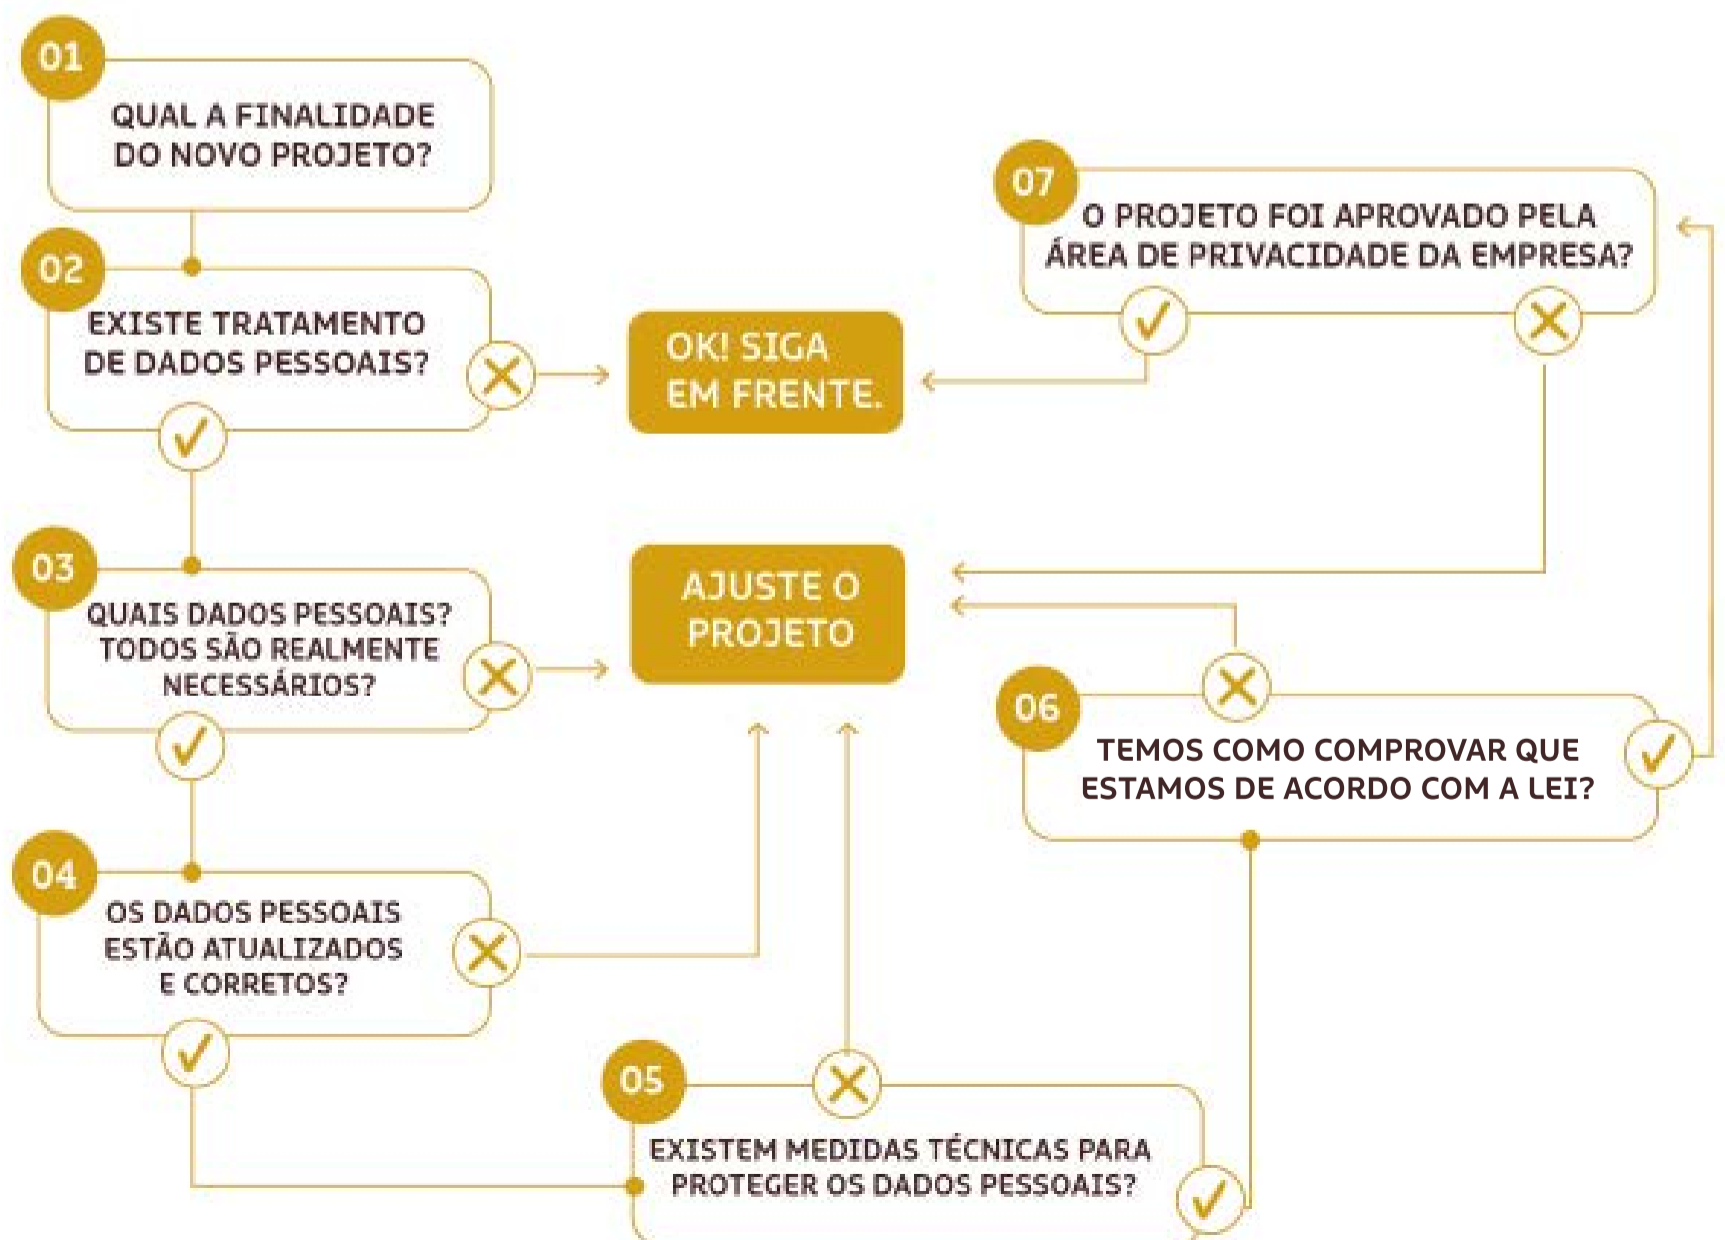 01
QUAL A FINALIDADE
DO NOVO PROJETO?
02
EXISTE TRATAMENTO
DE DADOS PESSOAIS?
OK! SIGA
EM FRENTE.
03
QUAIS DADOS PESSOAIS?
TODOS SÃO REALMENTE
NECESSÁRIOS?
AJUSTE O
PROJETO
04
OS DADOS PESSOAIS
ESTÃO ATUALIZADOS
E CORRETOS?
05
EXISTEM MEDIDAS TÉCNICAS PARA
PROTEGER OS DADOS PESSOAIS?
06
TEMOS COMO COMPROVAR QUE
ESTAMOS DE ACORDO COM A LEI?
07
O PROJETO FOI APROVADO PELA
ÁREA DE PRIVACIDADE DA EMPRESA?